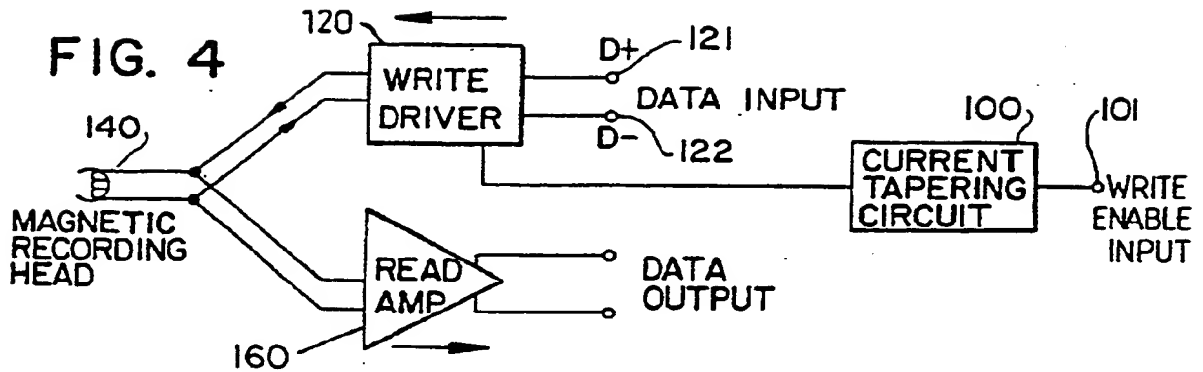 FIG. 4
120
WRITE
DRIVER
D+
121
DATA INPUT
D-
122
100
101
CURRENT
TAPERING
CIRCUIT
WRITE
ENABLE
INPUT
140
MAGNETIC
RECORDING
HEAD
READ
AMP
160
DATA
OUTPUT